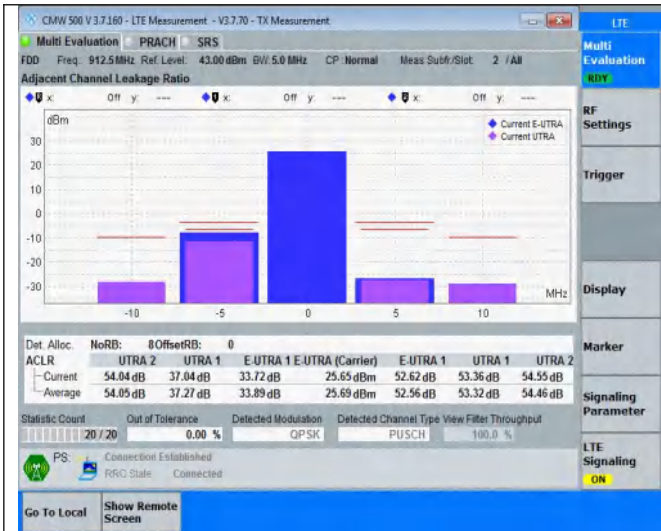 CMW 500 V 3.7.160 - LTE Measurement - V3.7.70 - TX Measurement
LTE
Multi Evaluation PRACH SRS
Multi Evaluation
RDY
FDD Freq.: 912.5 MHz Ref. Level: 43.00 dBm BW: 5.0 MHz CP: Normal Meas Subfr./Slot: 2 / All
Adjacent Channel Leakage Ratio
x: Off y: --- x: Off y: --- x: Off y: ---
dBm
Current E-UTRA
Current UTRA
30
20
10
0
-10
-20
-30
MHz
-10 -5 0 5 10
RF Settings
Trigger
Display
Marker
Signaling Parameter
LTE Signaling
ON
Det. Alloc. NoRB: 8 OffsetRB: 0
ACLR UTRA 2 UTRA 1 E-UTRA 1 E-UTRA (Carrier) E-UTRA 1 UTRA 1 UTRA 2
Current 54.04 dB 37.04 dB 33.72 dB 25.65 dBm 52.62 dB 53.36 dB 54.55 dB
Average 54.05 dB 37.27 dB 33.89 dB 25.69 dBm 52.56 dB 53.32 dB 54.46 dB
Statistic Count Out of Tolerance Detected Modulation Detected Channel Type View Filter Throughput
20 / 20 0.00 % QPSK PUSCH 100.0 %
PS: Connection Established
RRC State Connected
Go To Local
Show Remote Screen